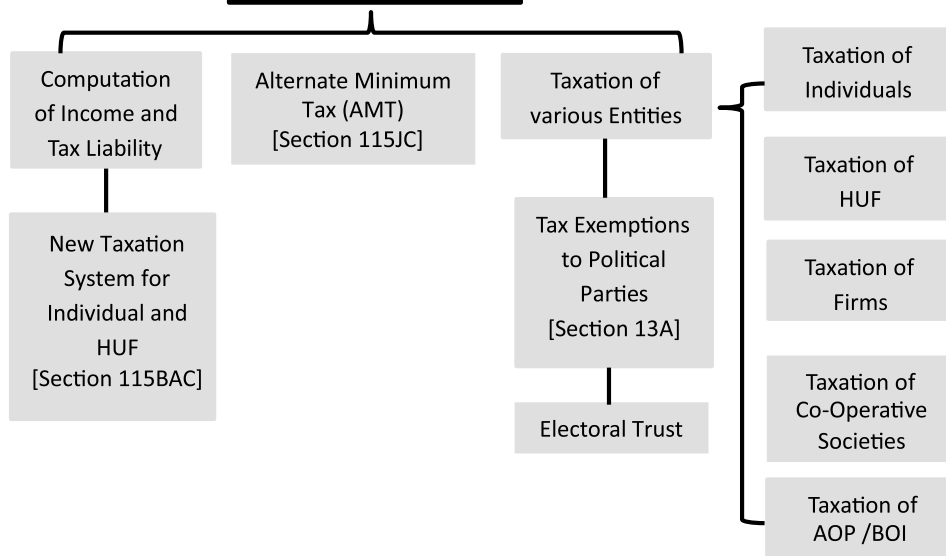 Computation
of Income and
Tax Liability
New Taxation
System for
Individual and
HUF
[Section 115BAC]
Alternate Minimum
Tax (AMT)
[Section 115JC]
Taxation of
various Entities
Tax Exemptions
to Political
Parties
[Section 13A]
Electoral Trust
Taxation of
Individuals
Taxation of
HUF
Taxation of
Firms
Taxation of
Co-Operative
Societies
Taxation of
AOP /BOI